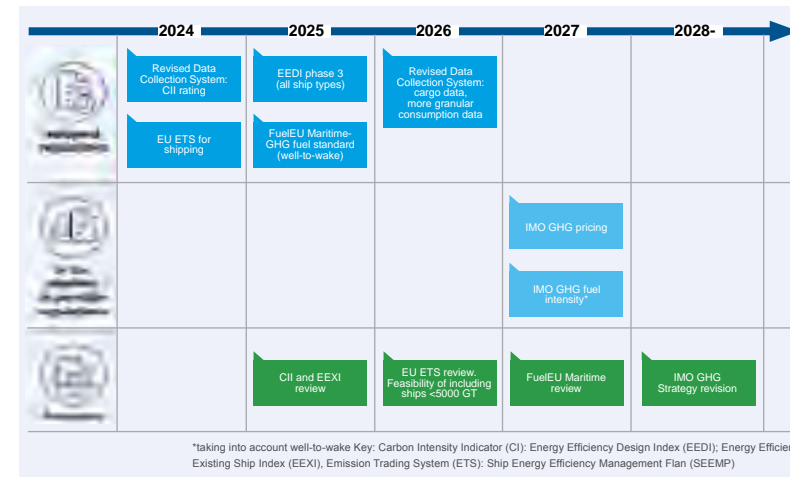 2024 2025 2026 2027 2028-
Revised Data
Collection System:
CII rating
EEDI phase 3
(all ship types)
Revised Data
Collection System:
cargo data,
more granular
consumption data
EU ETS for
shipping
FuelEU Maritime-
GHG fuel standard
(well-to-wake)
IMO GHG pricing
IMO GHG fuel
intensity*
CII and EEXI
review
EU ETS review.
Feasibility of including
ships <5000 GT
FuelEU Maritime
review
IMO GHG
Strategy revision
*taking into account well-to-wake Key: Carbon Intensity Indicator (CI): Energy Efficiency Design Index (EEDI); Energy Efficie
Existing Ship Index (EEXI), Emission Trading System (ETS): Ship Energy Efficiency Management Flan (SEEMP)